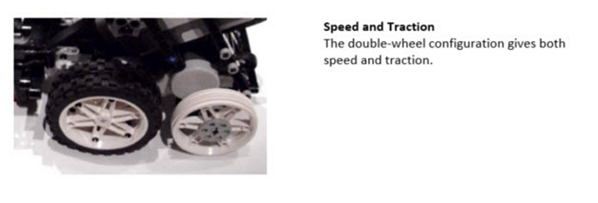 Speed and Traction
The double-wheel configuration gives both
speed and traction.